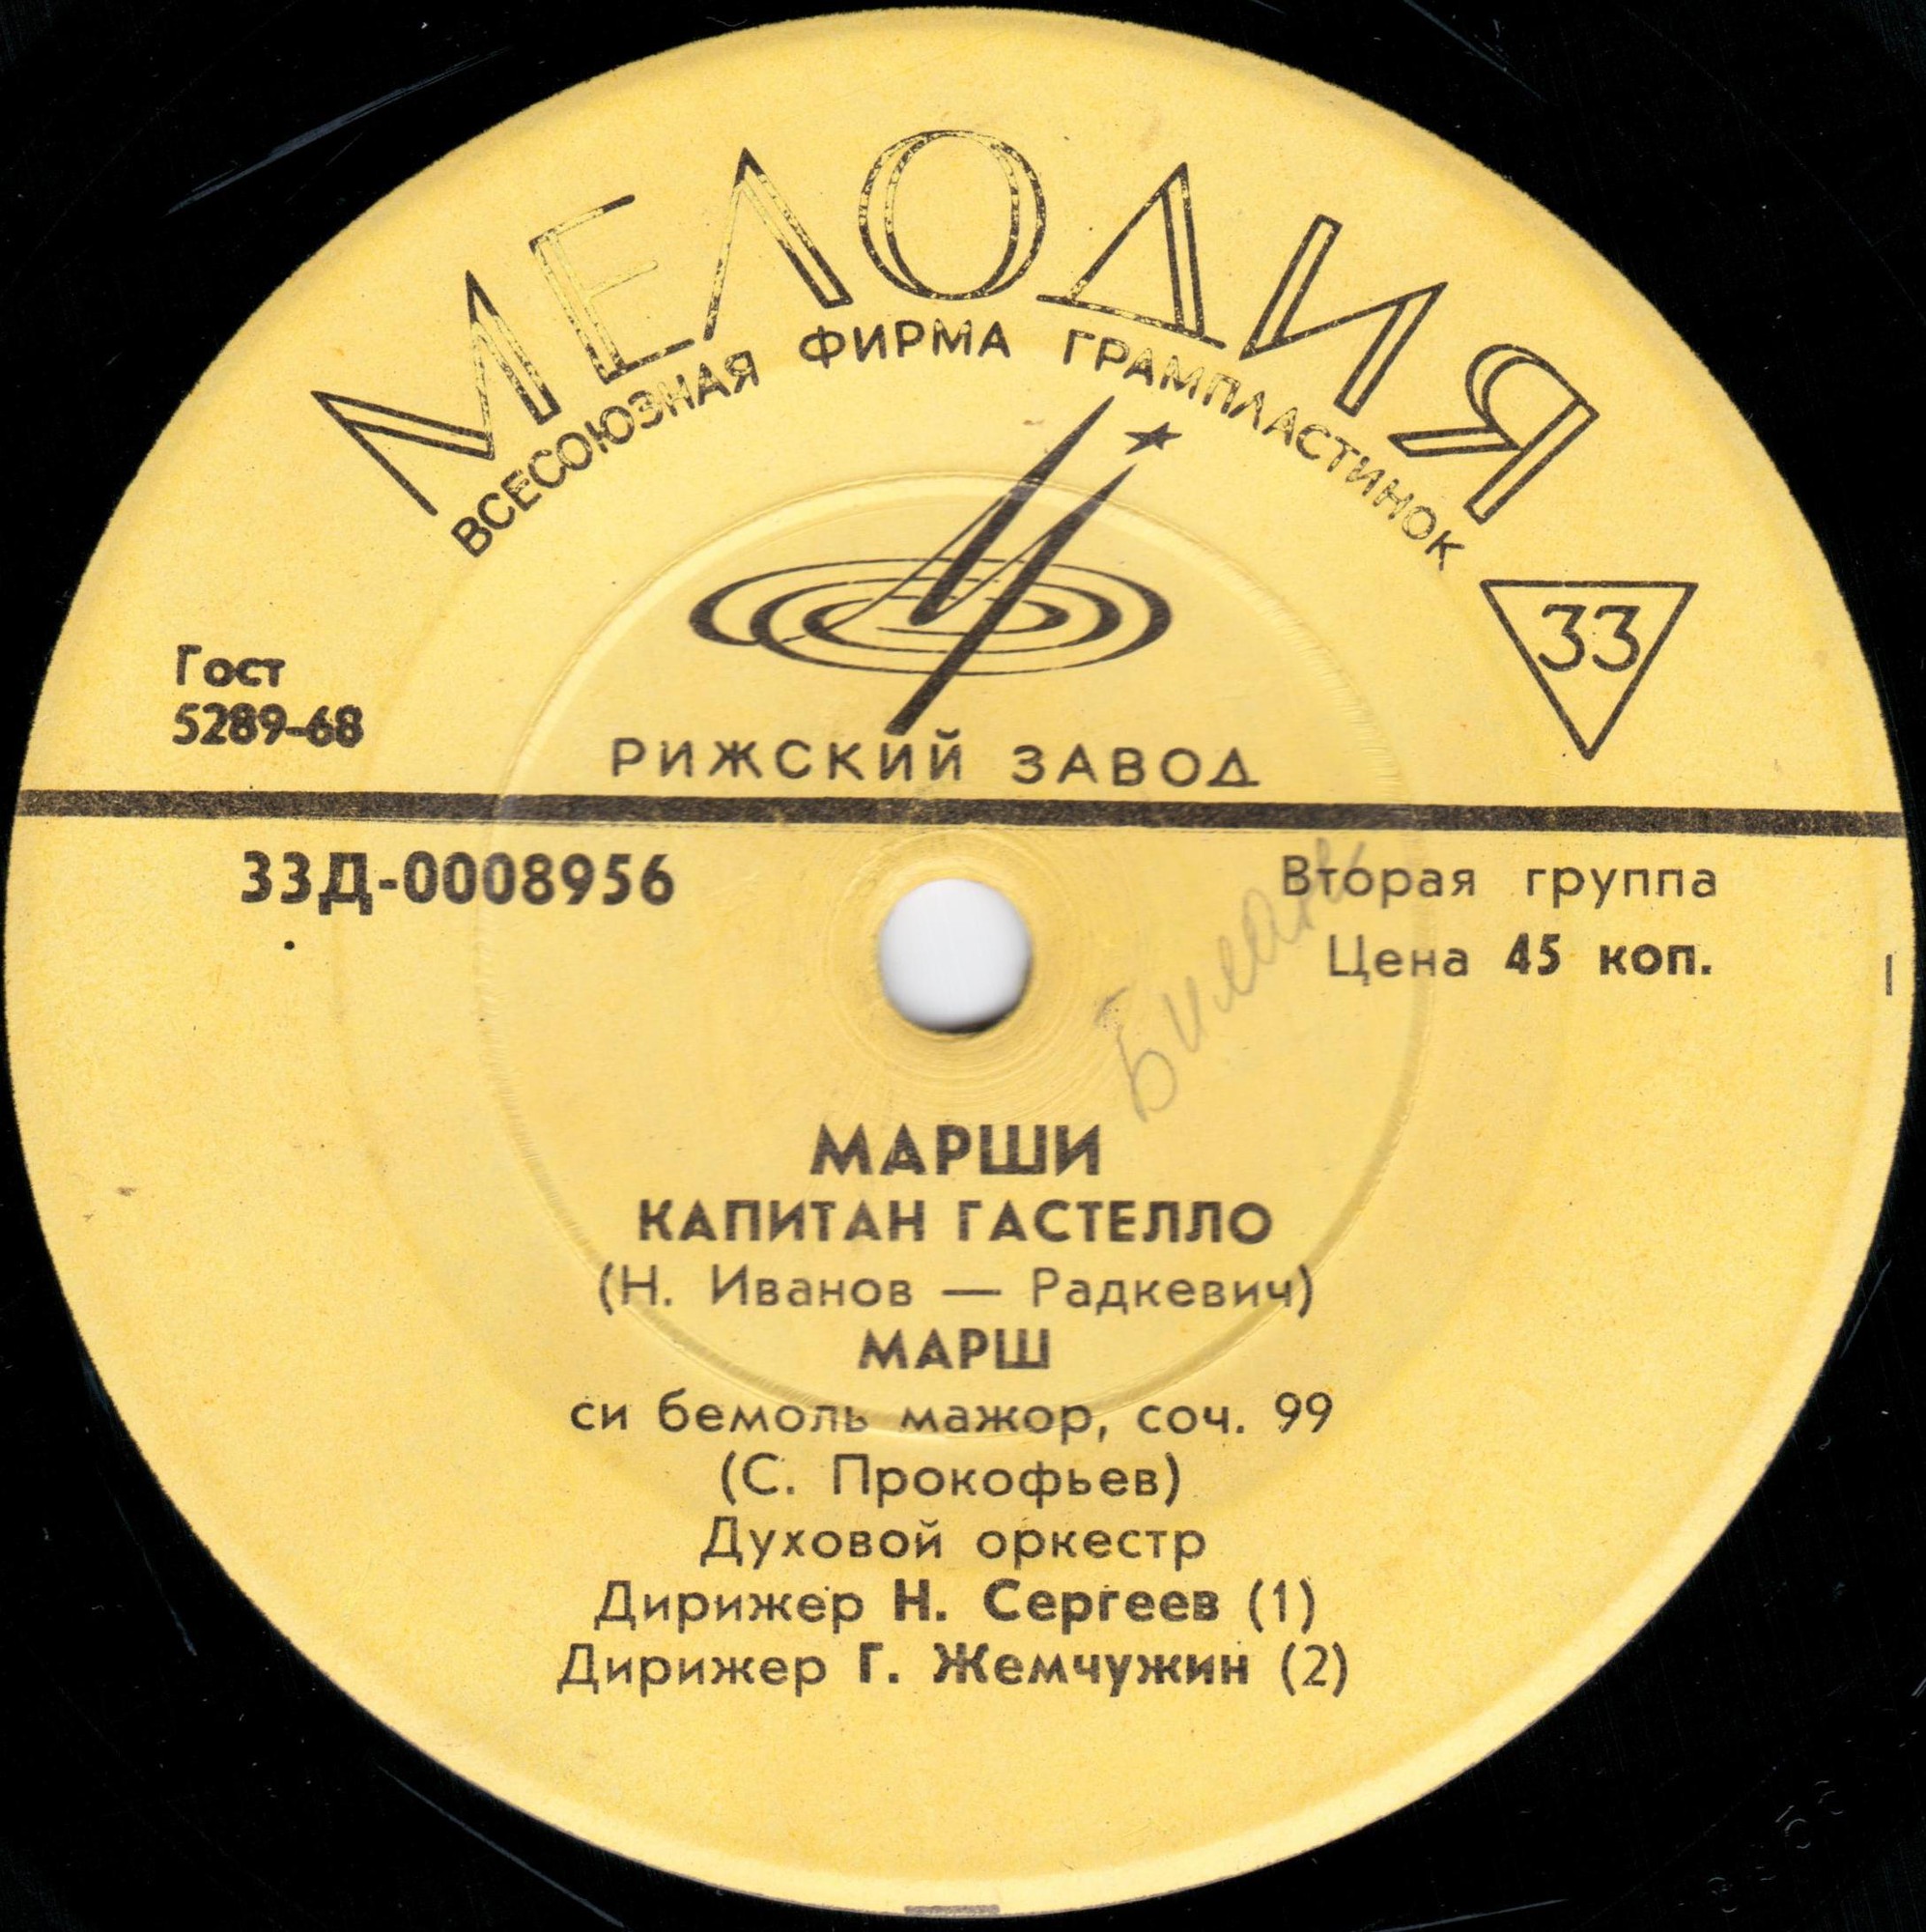 МЕЛОДИЯ
ВСЕСОЮЗНАЯ ФИРМА ГРАМПЛАСТИНОК
33
Гост
5289-68
РИЖСКИЙ ЗАВОД
33Д-0008956
Вторая группа
Цена 45 коп.
МАРШИ
КАПИТАН ГАСТЕЛЛО
(Н. Иванов — Радкевич)
МАРШ
си бемоль мажор, соч. 99
(С. Прокофьев)
Духовой оркестр
Дирижер Н. Сергеев (1)
Дирижер Г. Жемчужин (2)